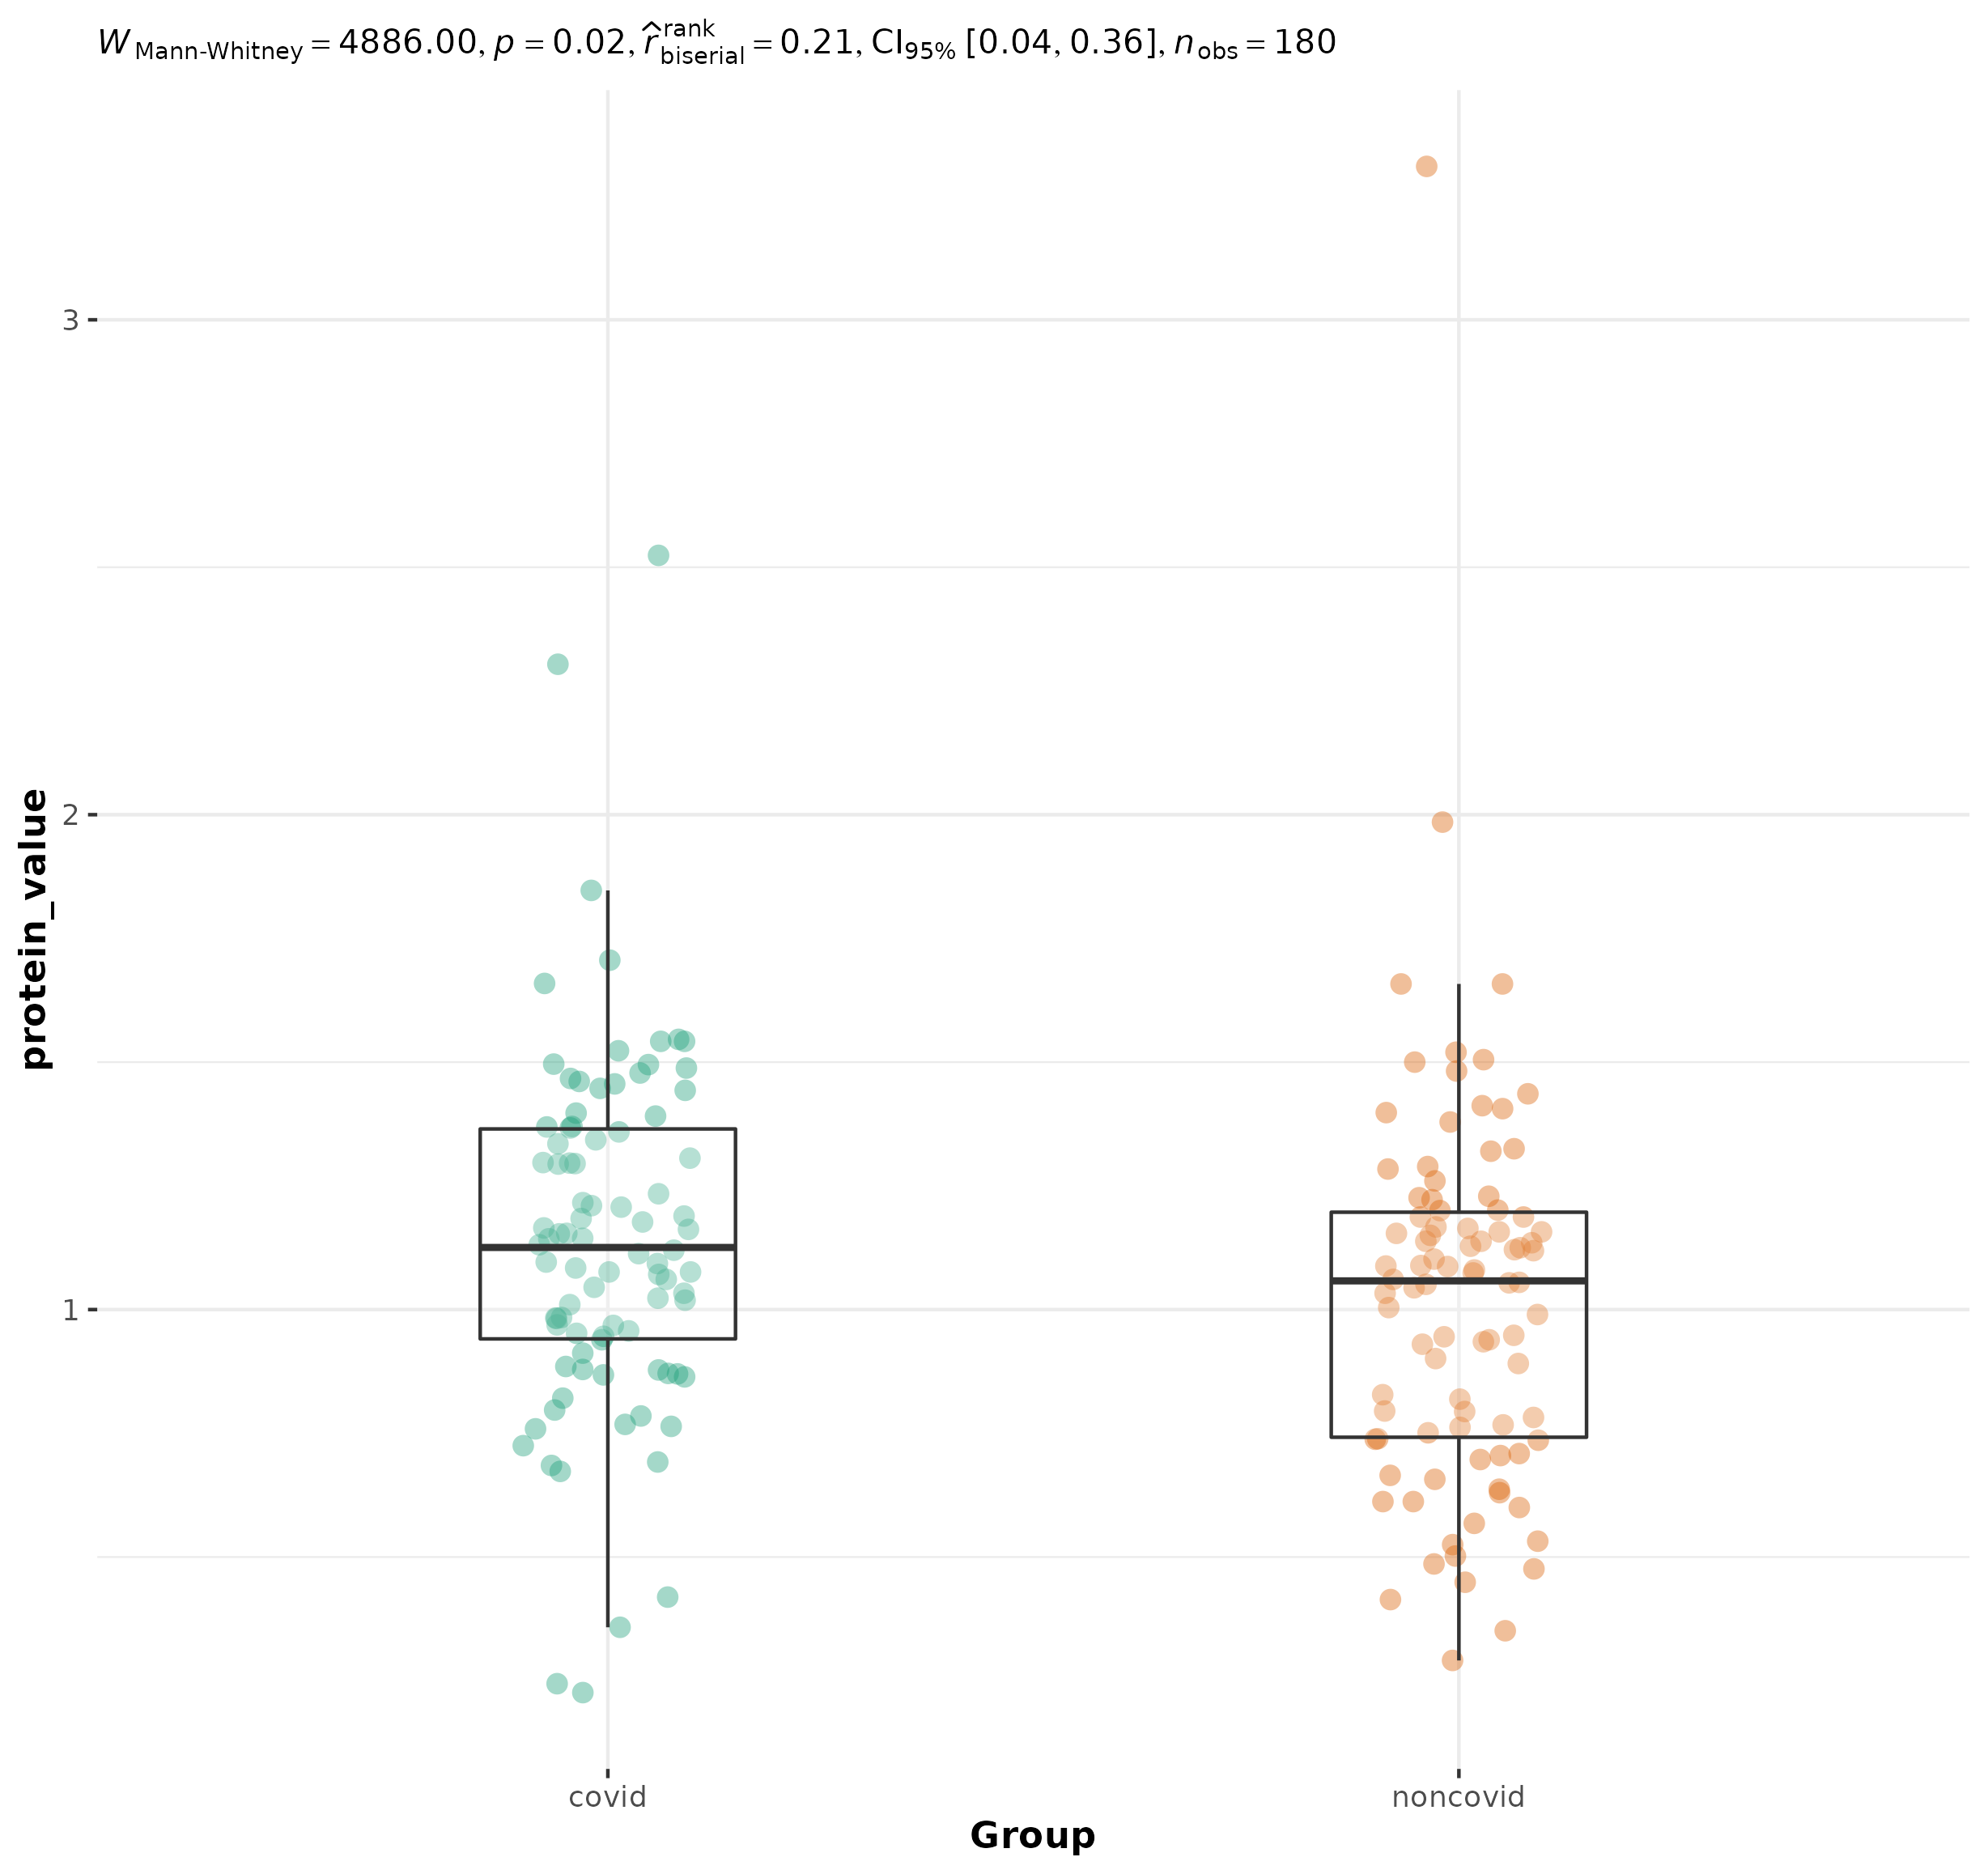 W Mann-Whitney = 4886.00, p = 0.02, r̂ rank biserial = 0.21, CI95% [0.04, 0.36], nobs = 180
3
2
1
protein_value
covid
noncovid
Group